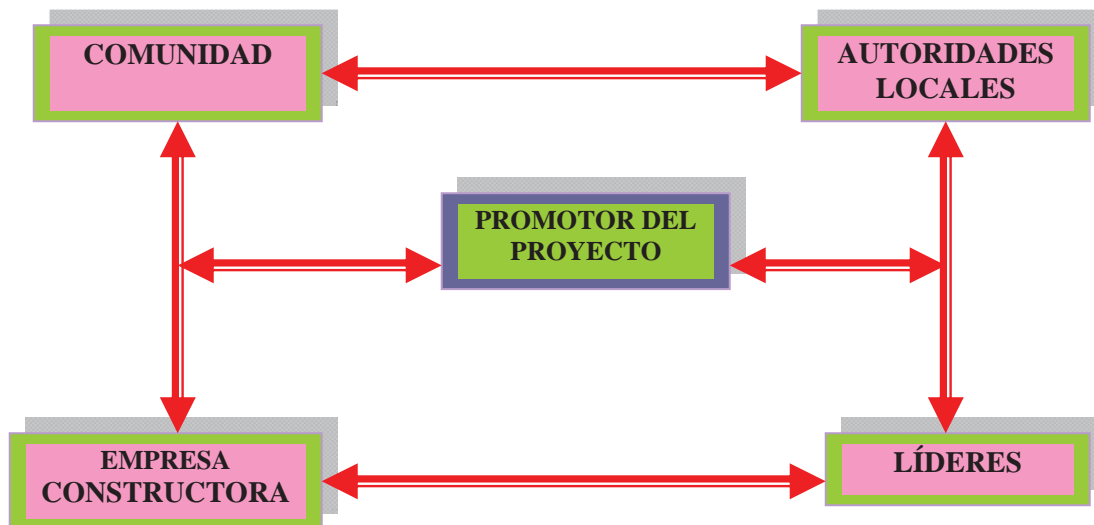 COMUNIDAD
AUTORIDADES
LOCALES
PROMOTOR DEL
PROYECTO
EMPRESA
CONSTRUCTORA
LÍDERES